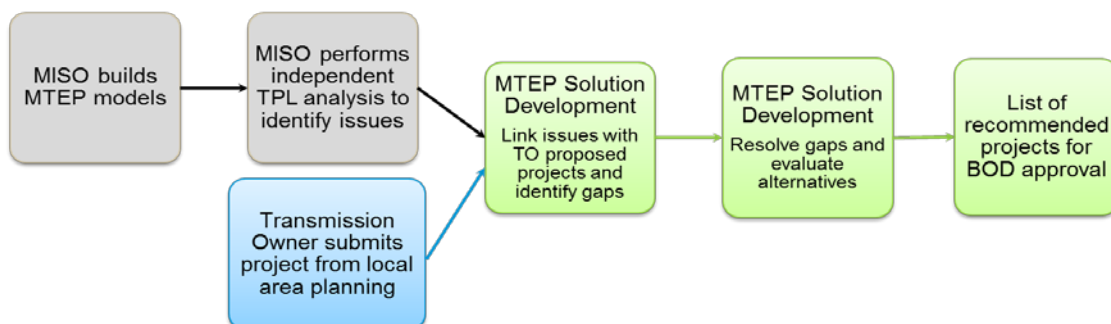 MISO builds
MTEP models
MISO performs
independent
TPL analysis to
identify issues
Transmission
Owner submits
project from local
area planning
MTEP Solution
Development
Link issues with
TO proposed
projects and
identify gaps
MTEP Solution
Development
Resolve gaps and
evaluate
alternatives
List of
recommended
projects for
BOD approval